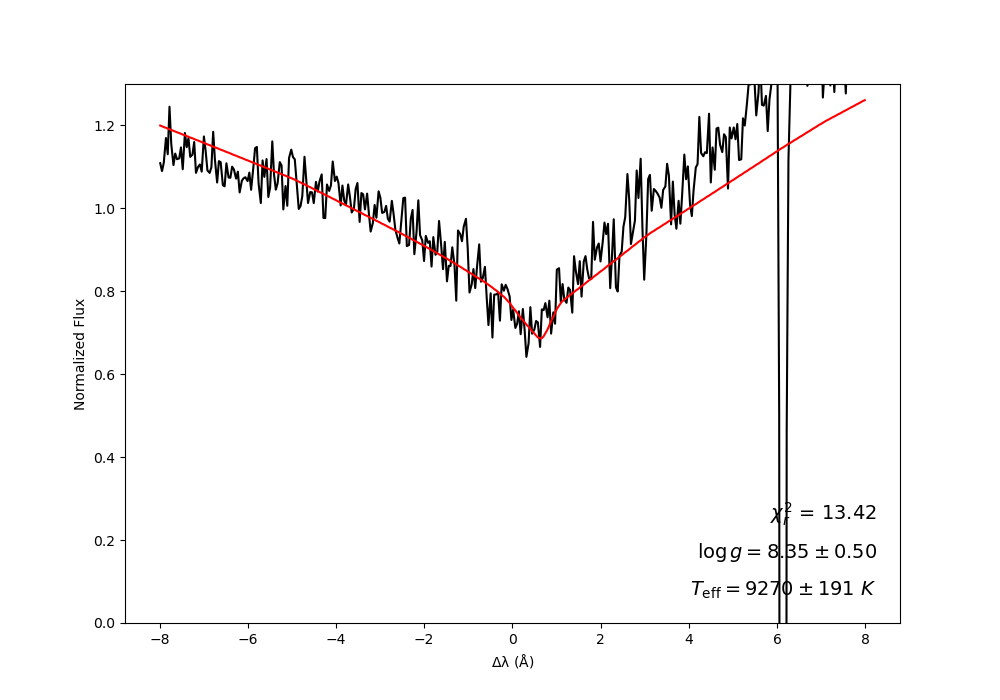 1.2
1.0
0.8
0.6
0.4
0.2
0.0
Normalized Flux
χ²ᵣ = 13.42
log g = 8.35 ± 0.50
T_eff = 9270 ± 191 K
−8 −6 −4 −2 0 2 4 6 8
Δλ (Å)